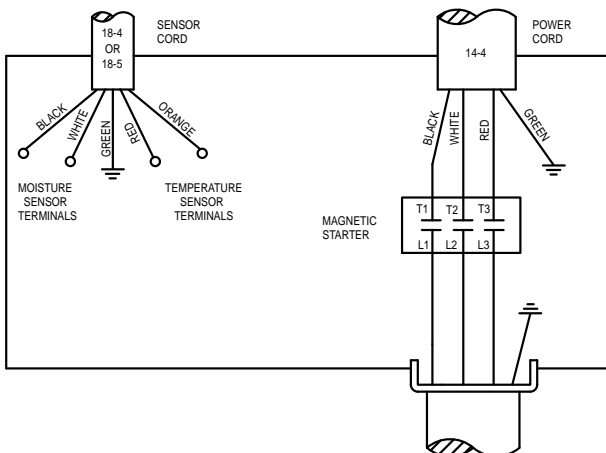 18-4
OR
18-5
SENSOR
CORD
BLACK
WHITE
GREEN
RED
ORANGE
MOISTURE
SENSOR
TERMINALS
TEMPERATURE
SENSOR
TERMINALS
14-4
POWER
CORD
BLACK
WHITE
RED
GREEN
MAGNETIC
STARTER
T1 T2 T3
L1 L2 L3